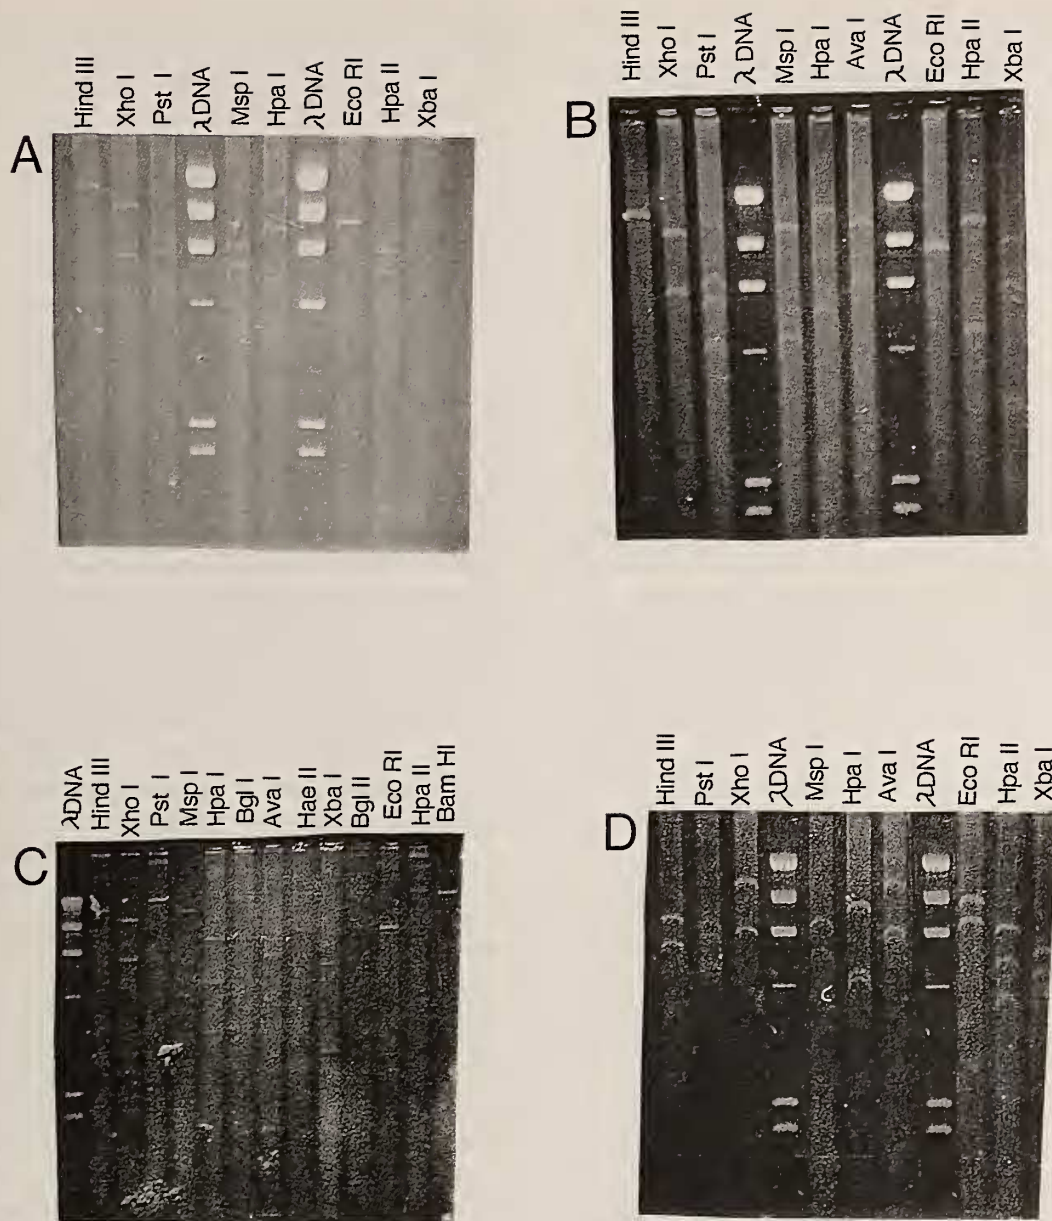 A
Hind III
Xho I
Pst I
λ DNA
Msp I
Hpa I
λ DNA
Eco RI
Hpa II
Xba I
B
Hind III
Xho I
Pst I
λ DNA
Msp I
Hpa I
Ava I
λ DNA
Eco RI
Hpa II
Xba I
C
λDNA
Hind III
Xho I
Pst I
Msp I
Hpa I
Bgl I
Ava I
Hae II
Xba I
Bgl II
Eco RI
Hpa II
Bam HI
D
Hind III
Pst I
Xho I
λDNA
Msp I
Hpa I
Ava I
λDNA
Eco RI
Hpa II
Xba I